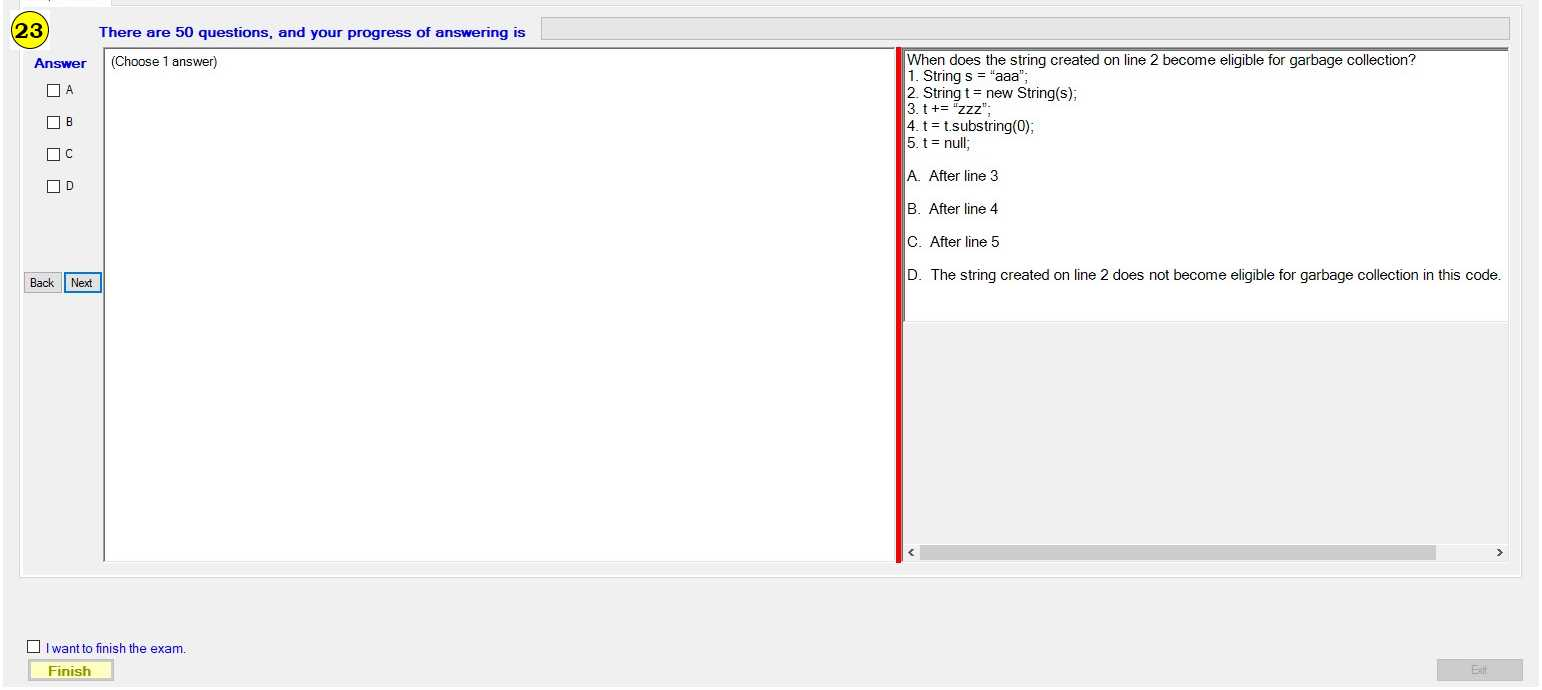 23
There are 50 questions, and your progress of answering is
Answer
(Choose 1 answer)
A
B
C
D
Back Next
When does the string created on line 2 become eligible for garbage collection?
1. String s = “aaa”;
2. String t = new String(s);
3. t += “zzz”;
4. t = t.substring(0);
5. t = null;
A. After line 3
B. After line 4
C. After line 5
D. The string created on line 2 does not become eligible for garbage collection in this code.
I want to finish the exam.
Finish
Exit